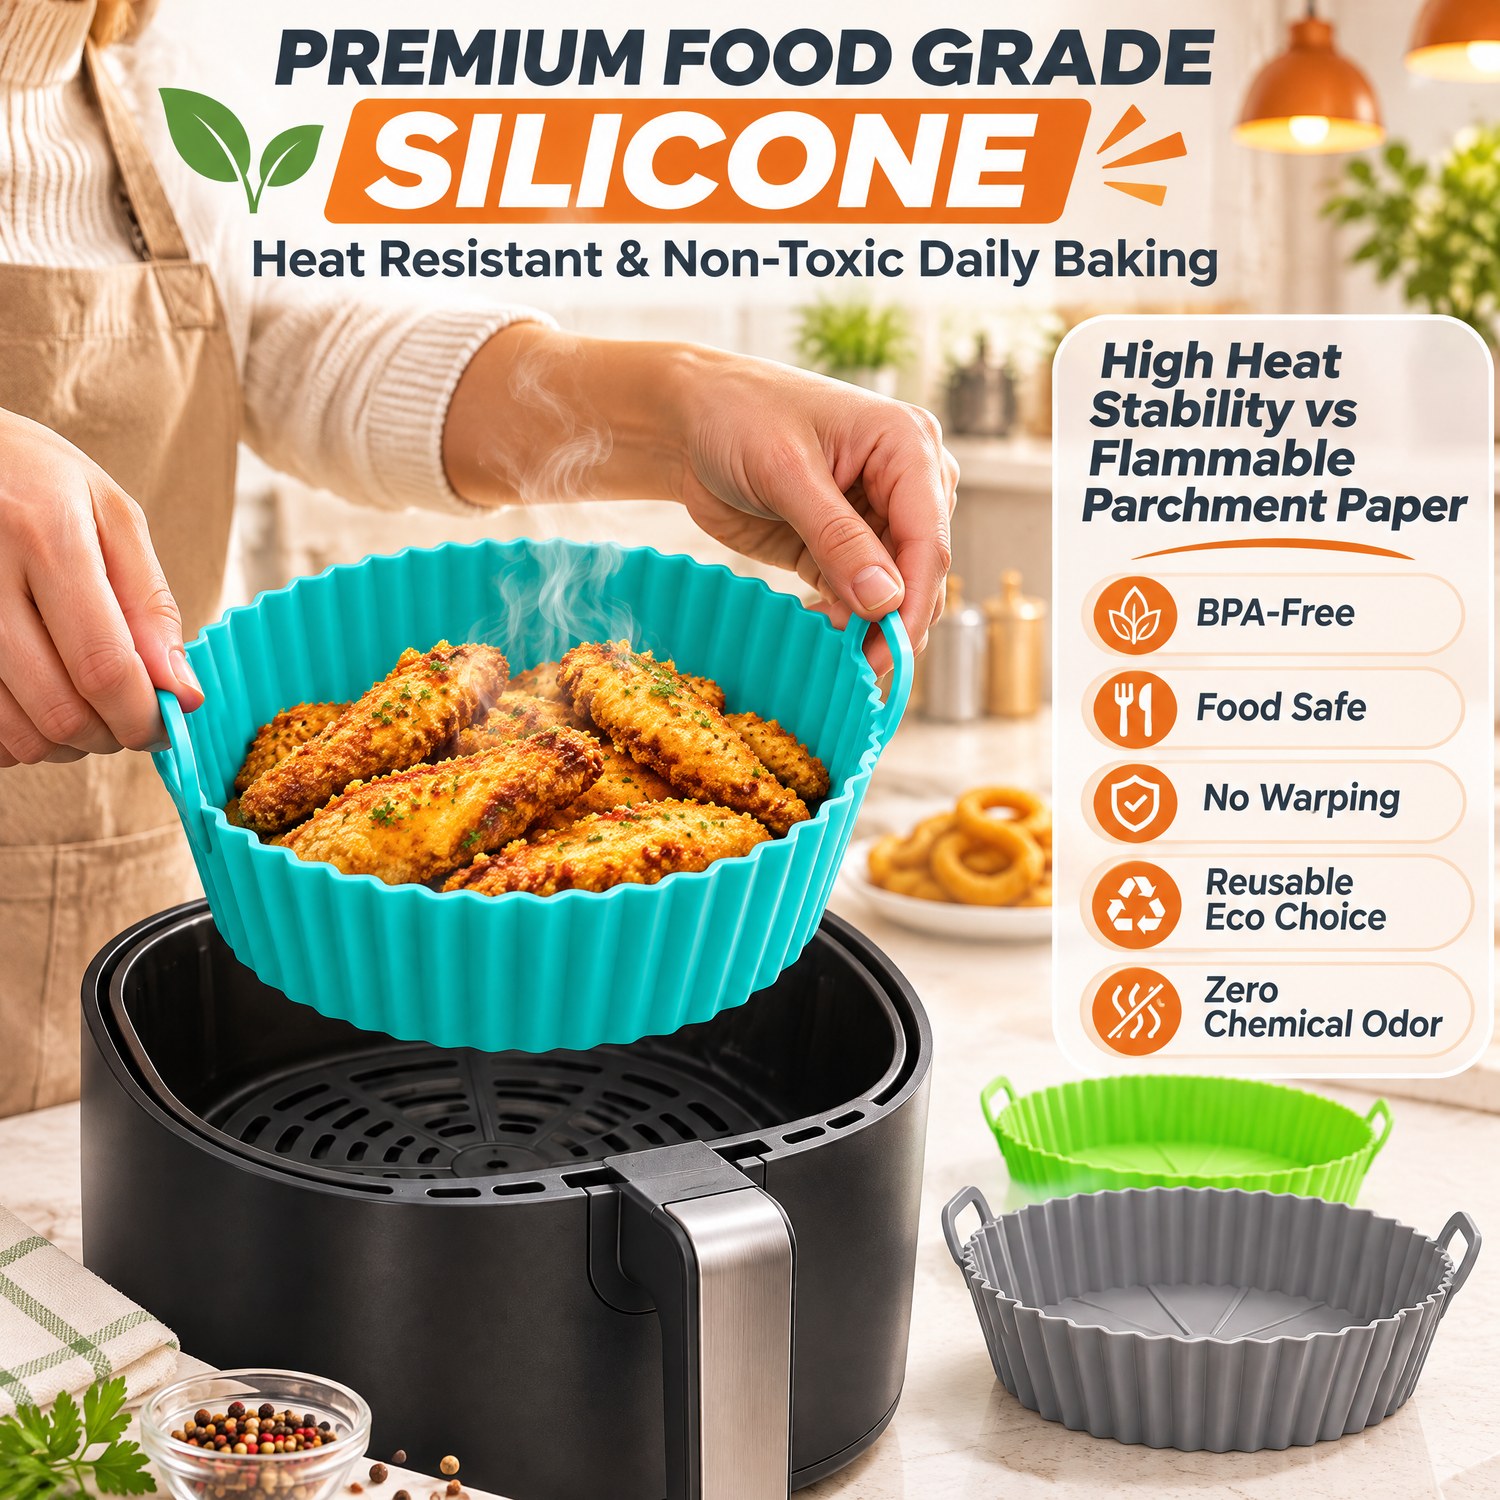 PREMIUM FOOD GRADE
SILICONE
Heat Resistant & Non-Toxic Daily Baking
High Heat
Stability vs
Flammable
Parchment Paper
BPA-Free
Food Safe
No Warping
Reusable
Eco Choice
Zero
Chemical Odor